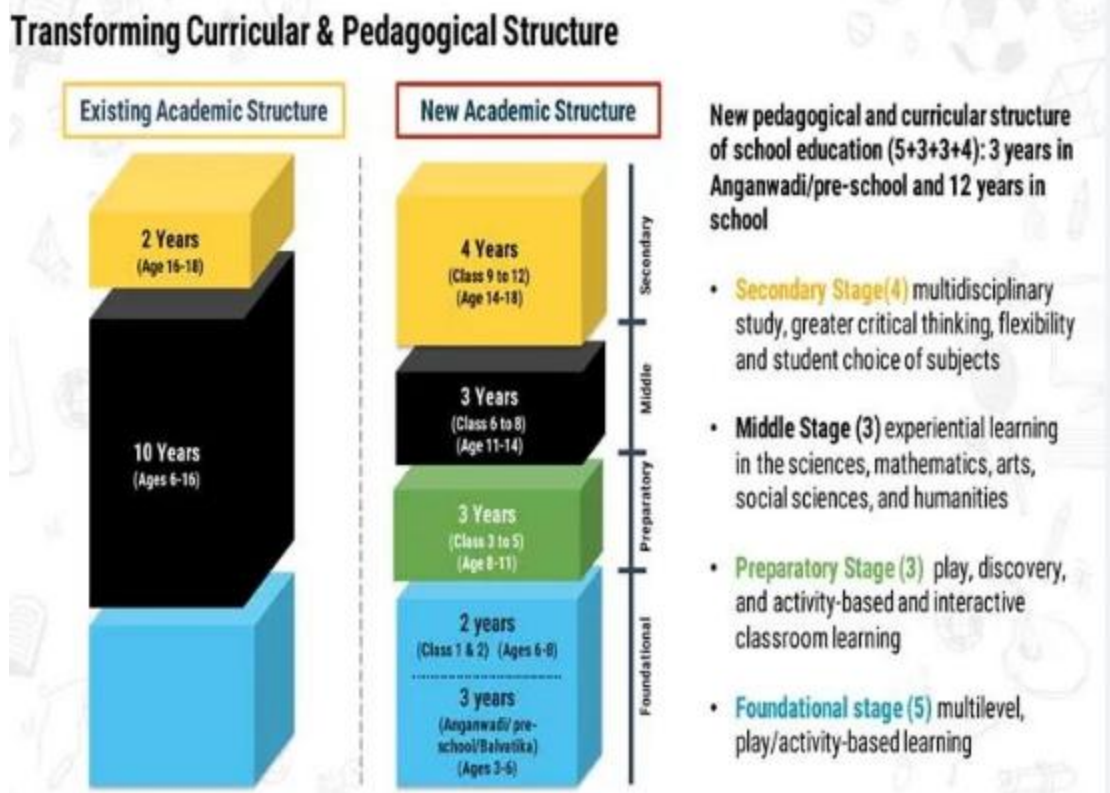 Transforming Curricular & Pedagogical Structure
Existing Academic Structure
2 Years
(Age 16-18)
10 Years
(Ages 6-16)
New Academic Structure
4 Years
(Class 9 to 12)
(Age 14-18)
3 Years
(Class 6 to 8)
(Age 11-14)
3 Years
(Class 3 to 5)
(Age 8-11)
2 years
(Class 1 & 2) (Ages 6-8)
3 years
(Anganwadi/ pre-
school/Balvatika)
(Ages 3-6)
Secondary
Middle
Preparatory
Foundational
New pedagogical and curricular structure
of school education (5+3+3+4): 3 years in
Anganwadi/pre-school and 12 years in
school
• Secondary Stage(4) multidisciplinary
study, greater critical thinking, flexibility
and student choice of subjects
• Middle Stage (3) experiential learning
in the sciences, mathematics, arts,
social sciences, and humanities
• Preparatory Stage (3) play, discovery,
and activity-based and interactive
classroom learning
• Foundational stage (5) multilevel,
play/activity-based learning